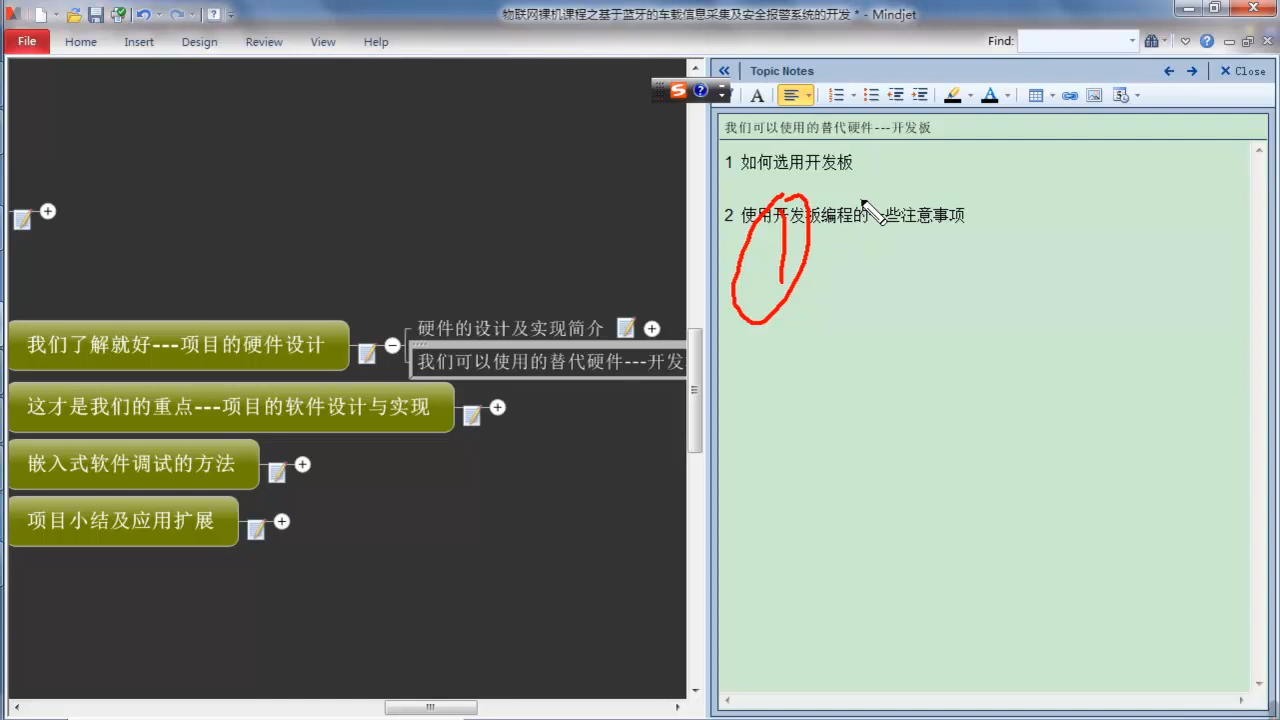 物联网裸机课程之基于蓝牙的车载信息采集及安全报警系统的开发 * - Mindjet
File Home Insert Design Review View Help Find:
Topic Notes Close
我们可以使用的替代硬件---开发板
1 如何选用开发板
2 使用开发板编程的一些注意事项
硬件的设计及实现简介
我们了解就好---项目的硬件设计
我们可以使用的替代硬件---开发
这才是我们的重点---项目的软件设计与实现
嵌入式软件调试的方法
项目小结及应用扩展